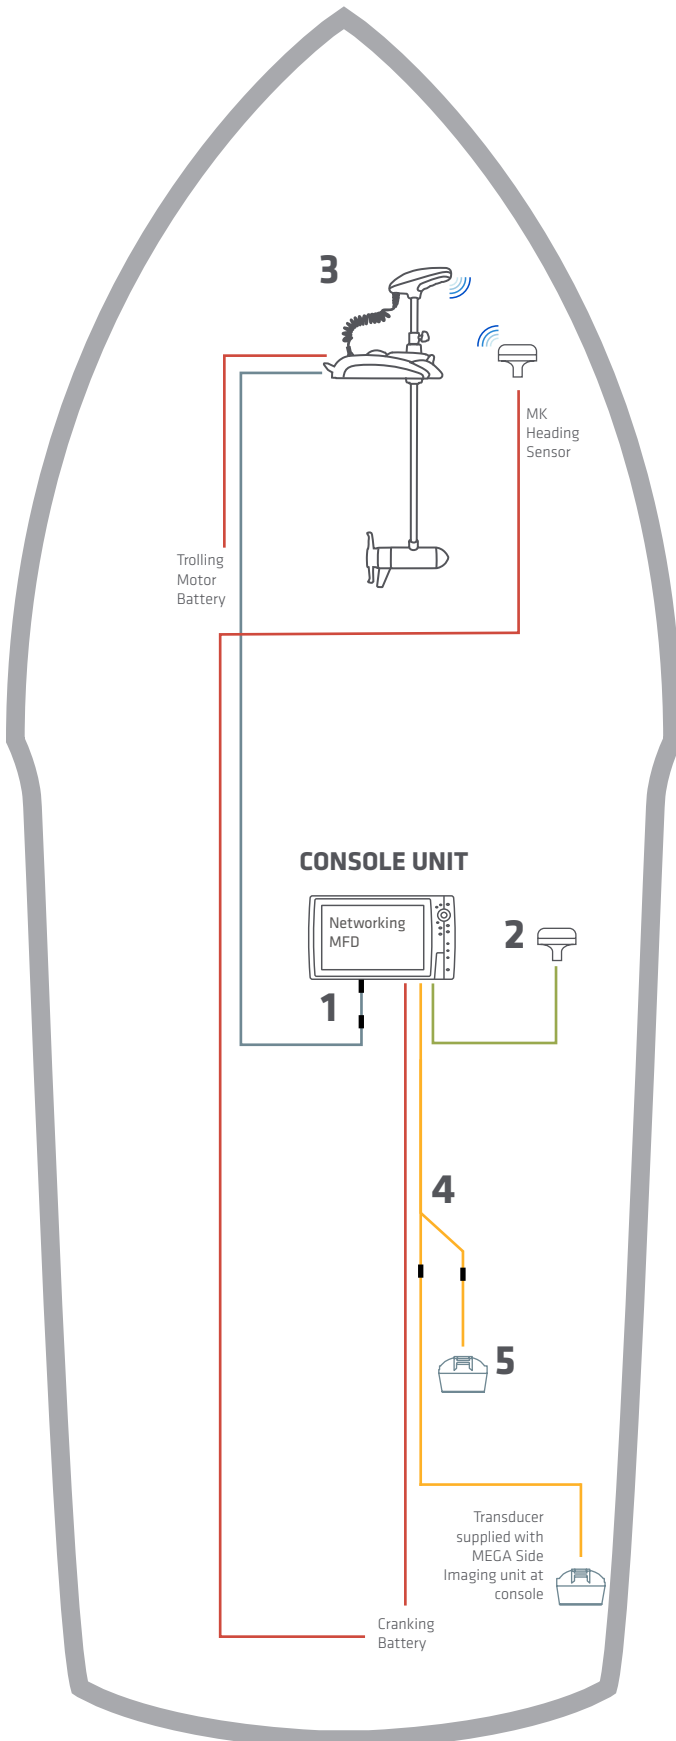 3
MK
Heading
Sensor
Trolling
Motor
Battery
CONSOLE UNIT
Networking
MFD
2
1
4
5
Transducer
supplied with
MEGA Side
Imaging unit at
console
Cranking
Battery